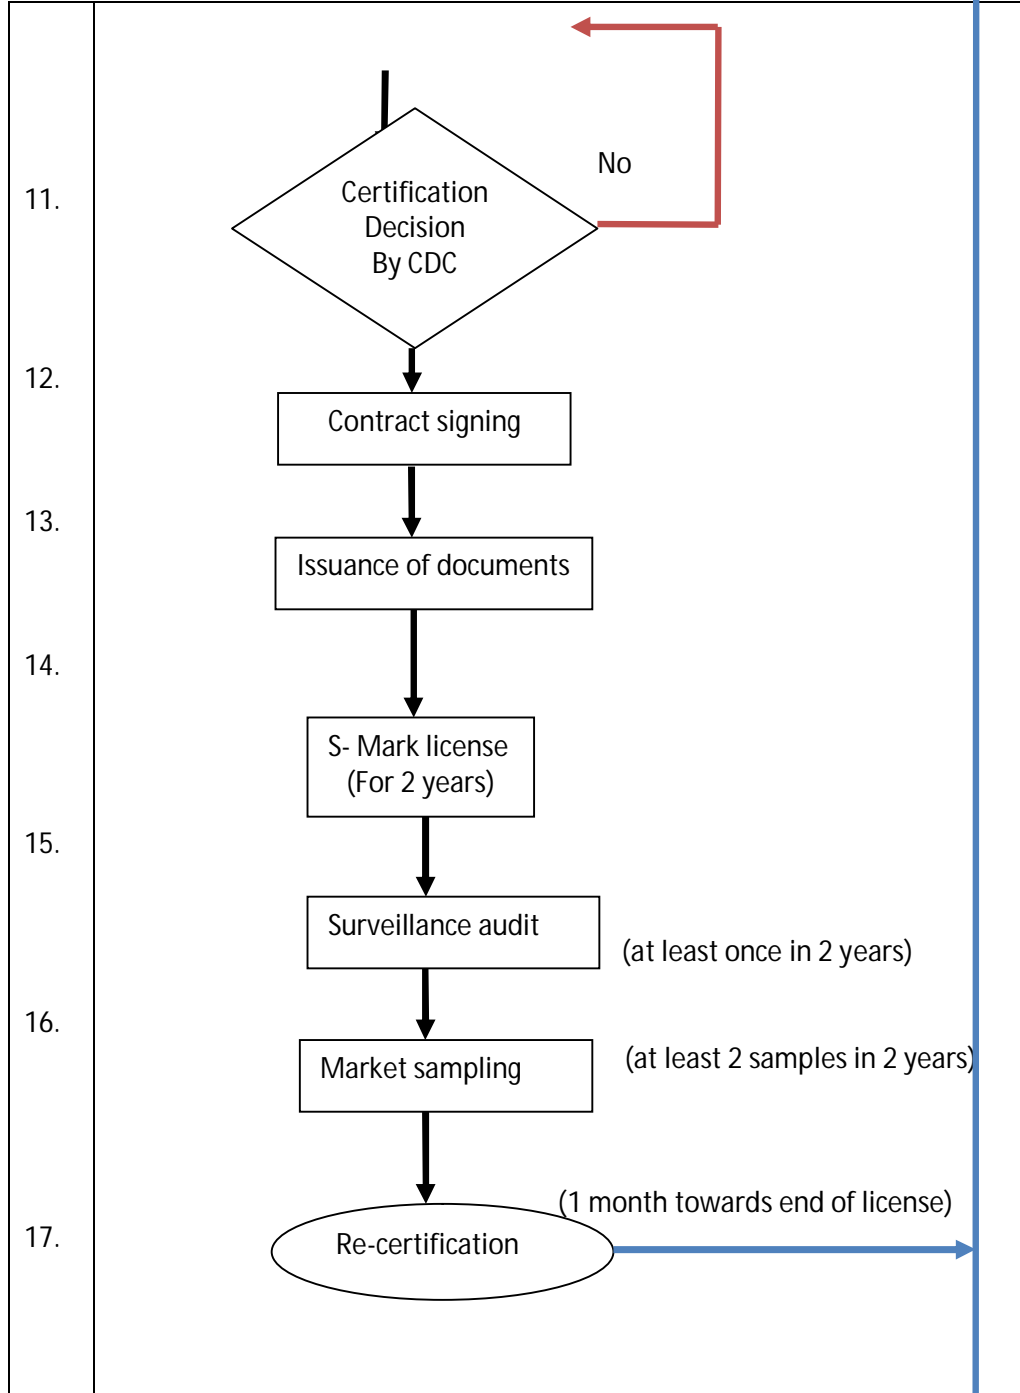 No
11.
Certification
Decision
By CDC
12.
Contract signing
13.
Issuance of documents
14.
S- Mark license
(For 2 years)
15.
Surveillance audit
(at least once in 2 years)
16.
Market sampling
(at least 2 samples in 2 years)
(1 month towards end of license)
17.
Re-certification